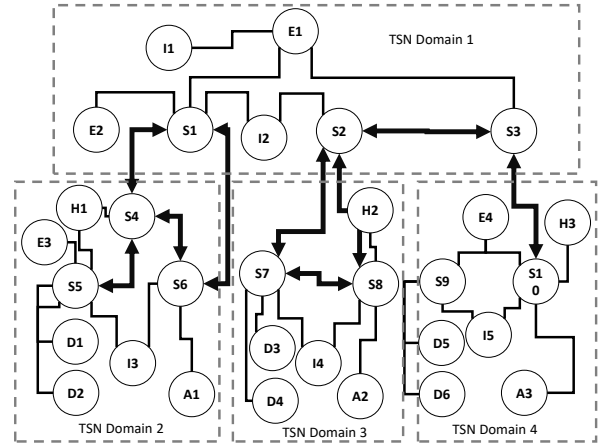 E1
I1
TSN Domain 1
E2
S1
I2
S2
S3
H1
S4
E3
S5
S6
D1
I3
D2
A1
TSN Domain 2
H2
S7
S8
D3
I4
D4
A2
TSN Domain 3
E4
H3
S9
S1
0
D5
I5
D6
A3
TSN Domain 4